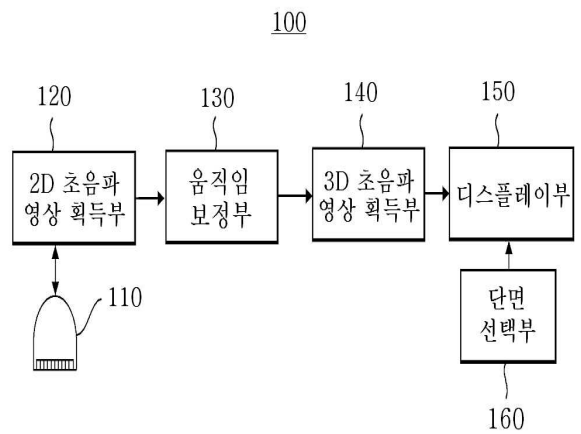 100
120
130
140
150
2D 초음파
영상 획득부
움직임
보정부
3D 초음파
영상 획득부
디스플레이부
110
단면
선택부
160